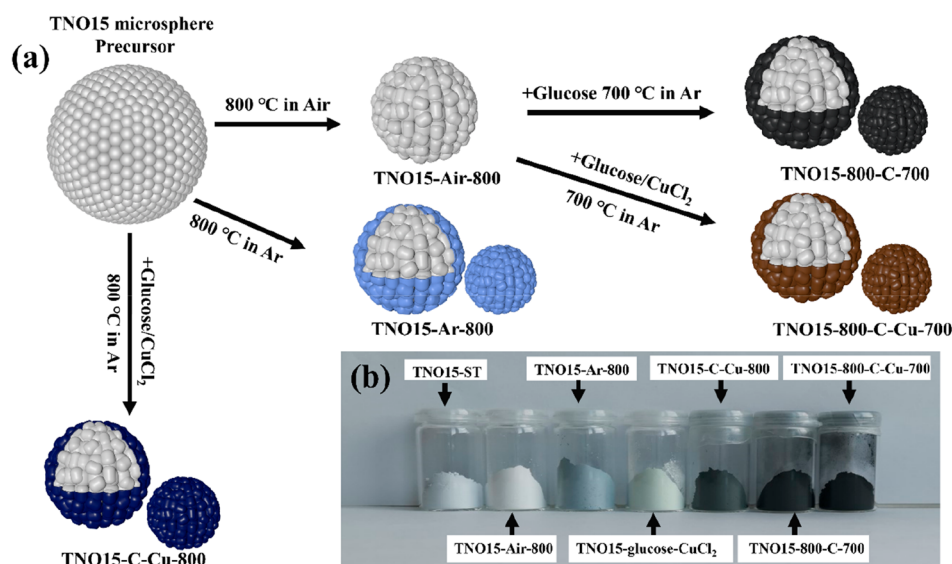 TNO15 microsphere
Precursor
(a)
800 °C in Air
TNO15-Air-800
+Glucose 700 °C in Ar
TNO15-800-C-700
+Glucose/CuCl₂
700 °C in Ar
TNO15-800-C-Cu-700
800 °C in Ar
TNO15-Ar-800
+Glucose/CuCl₂
800 °C in Ar
TNO15-C-Cu-800
(b)
TNO15-ST
TNO15-Ar-800
TNO15-C-Cu-800
TNO15-800-C-Cu-700
TNO15-Air-800
TNO15-glucose-CuCl₂
TNO15-800-C-700